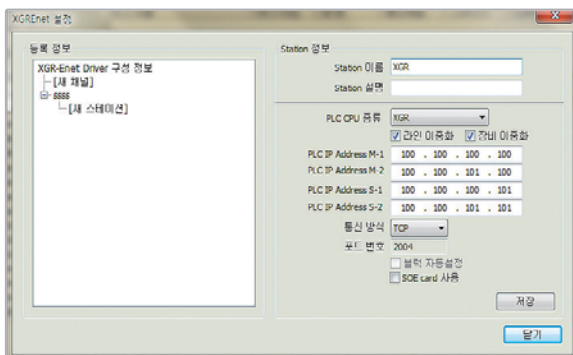 XGREnet 설정
등록 정보
XGR-Enet Driver 구성 정보
[새 채널]
ssss
[새 스테이션]
Station 정보
Station 이름 XGR
Station 설명
PLC CPU 종류 XGR
라인 이중화 장비 이중화
PLC IP Address M-1 100 . 100 . 100 . 100
PLC IP Address M-2 100 . 100 . 101 . 100
PLC IP Address S-1 100 . 100 . 100 . 101
PLC IP Address S-2 100 . 100 . 101 . 101
통신 방식 TCP
포트 번호 2004
블럭 자동설정
SOE card 사용
저장
닫기